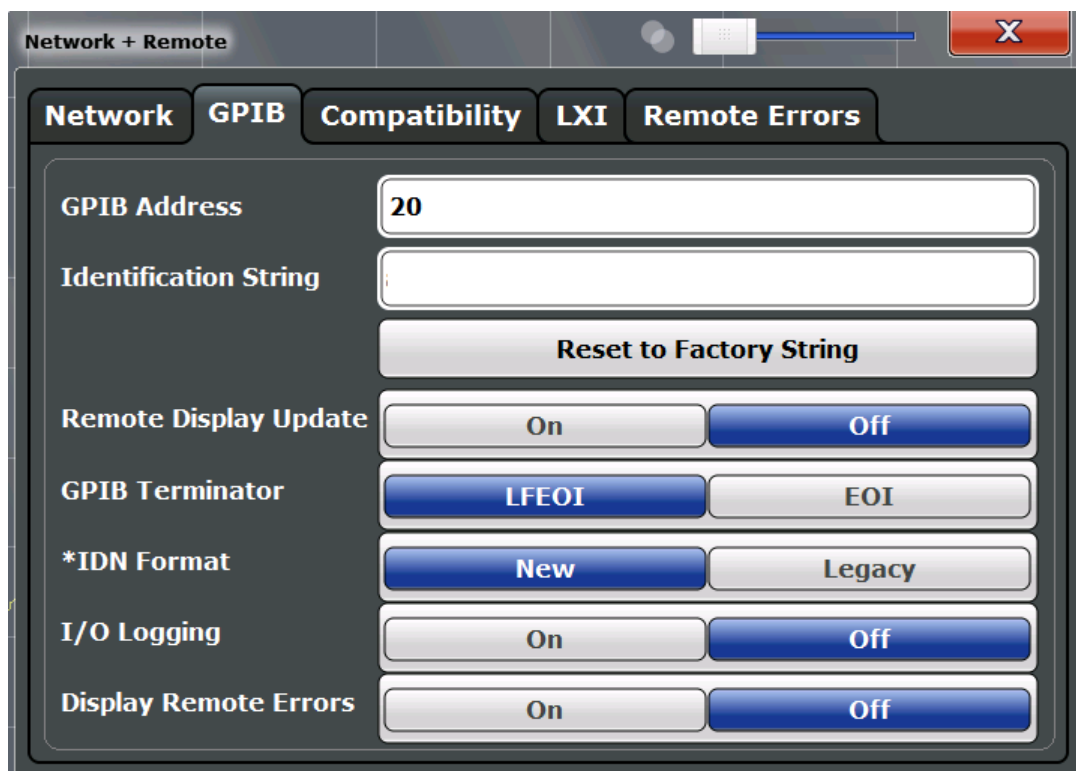 Network + Remote X
Network GPIB Compatibility LXI Remote Errors
GPIB Address 20
Identification String
Reset to Factory String
Remote Display Update On Off
GPIB Terminator LFEOI EOI
*IDN Format New Legacy
I/O Logging On Off
Display Remote Errors On Off